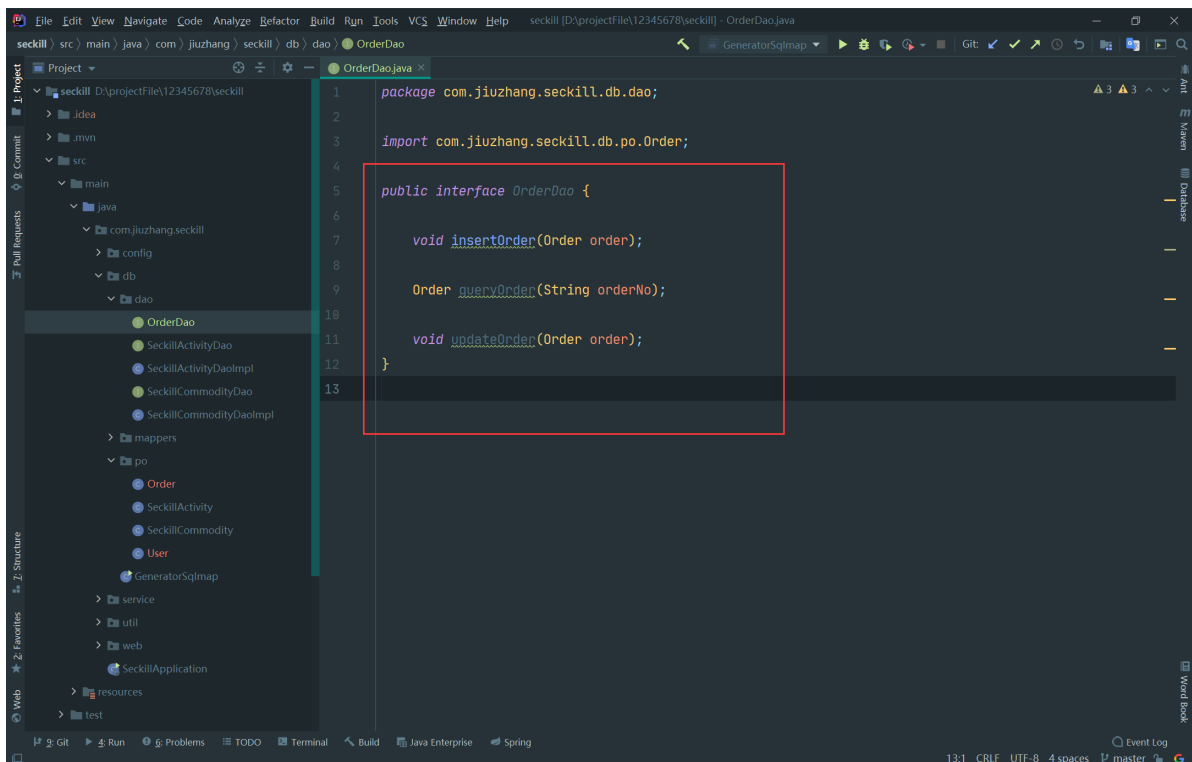 File Edit View Navigate Code Analyze Refactor Build Run Tools VCS Window Help seckill [D:\projectFile\12345678\seckill] - OrderDao.java
seckill src main java com jiuzhang seckill db dao OrderDao GeneratorSqlmap Git:
Project
OrderDao.java
1: Project
0: Commit
Pull Requests
7: Structure
2: Favorites
Web
seckill D:\projectFile\12345678\seckill
.idea
.mvn
src
main
java
com.jiuzhang.seckill
config
db
dao
OrderDao
SeckillActivityDao
SeckillActivityDaoImpl
SeckillCommodityDao
SeckillCommodityDaoImpl
mappers
po
Order
SeckillActivity
SeckillCommodity
User
GeneratorSqlmap
service
util
web
SeckillApplication
resources
test
1 package com.jiuzhang.seckill.db.dao;
2
3 import com.jiuzhang.seckill.db.po.Order;
4
5 public interface OrderDao {
6
7 void insertOrder(Order order);
8
9 Order queryOrder(String orderNo);
10
11 void updateOrder(Order order);
12 }
13
3 3
Ant
m Maven
Database
Word Book
9: Git 4: Run 6: Problems TODO Terminal Build Java Enterprise Spring Event Log
13:1 CRLF UTF-8 4 spaces master